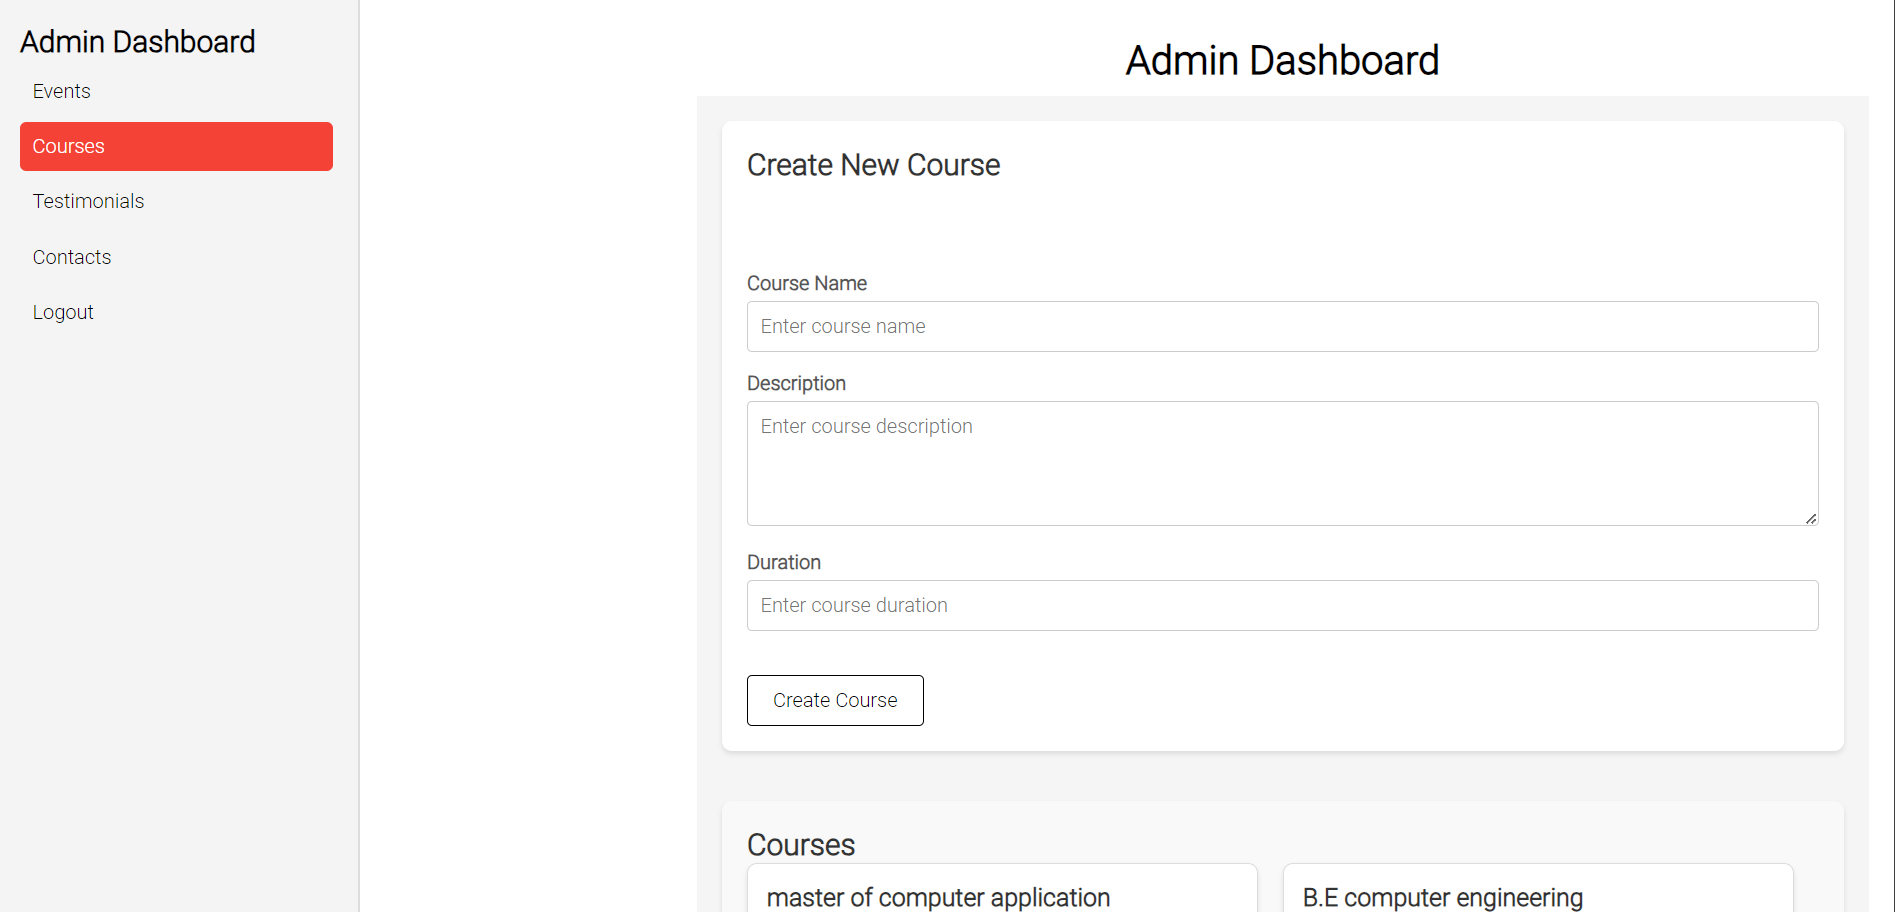 Admin Dashboard
Events
Courses
Testimonials
Contacts
Logout
Admin Dashboard
Create New Course
Course Name
Enter course name
Description
Enter course description
Duration
Enter course duration
Create Course
Courses
master of computer application
B.E computer engineering